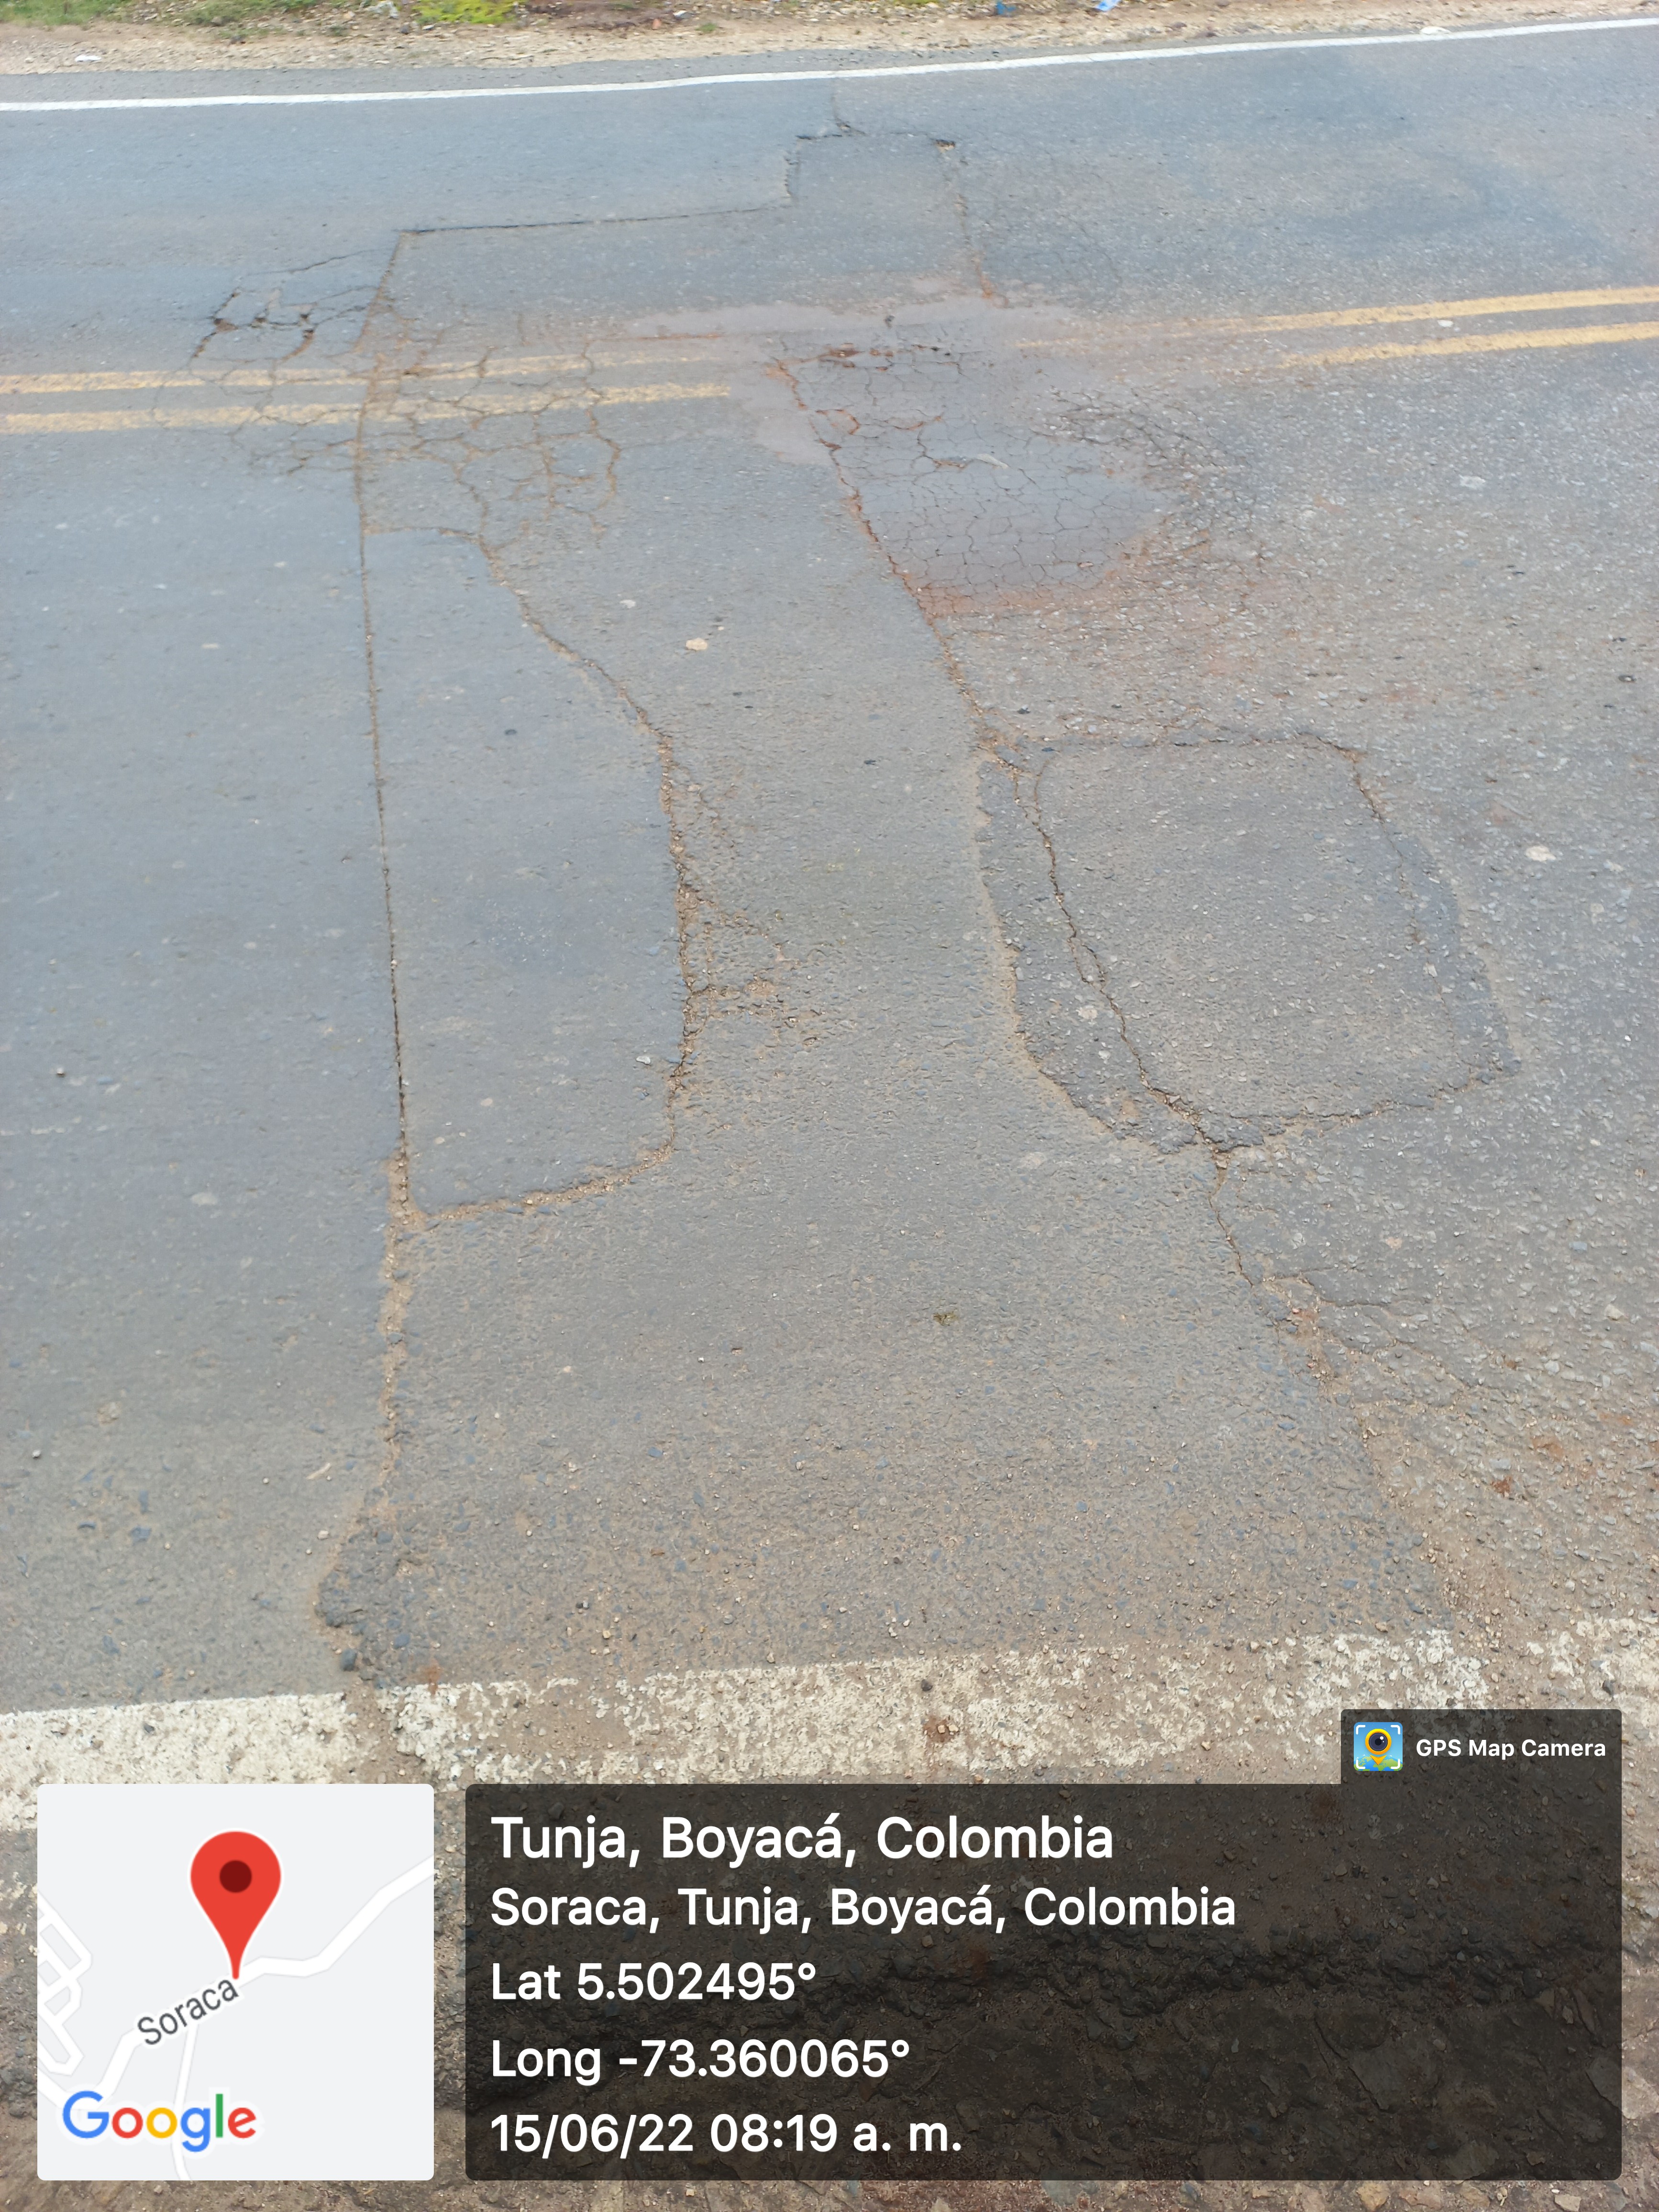 GPS Map Camera
Tunja, Boyacá, Colombia
Soraca, Tunja, Boyacá, Colombia
Lat 5.502495°
Long -73.360065°
15/06/22 08:19 a. m.
Soraca
Google